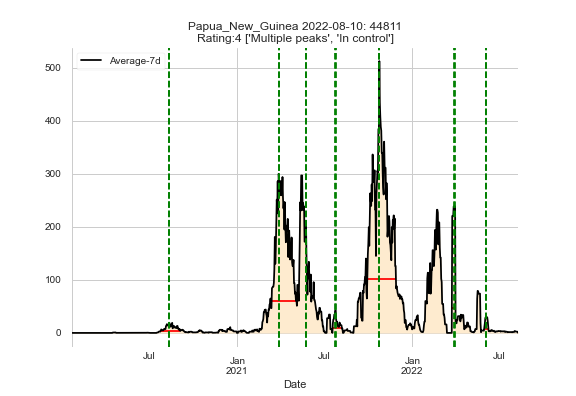 Papua_New_Guinea 2022-08-10: 44811
Rating:4 ['Multiple peaks', 'In control']
Average-7d
500
400
300
200
100
0
Jul
Jan
2021
Jul
Jan
2022
Jul
Date